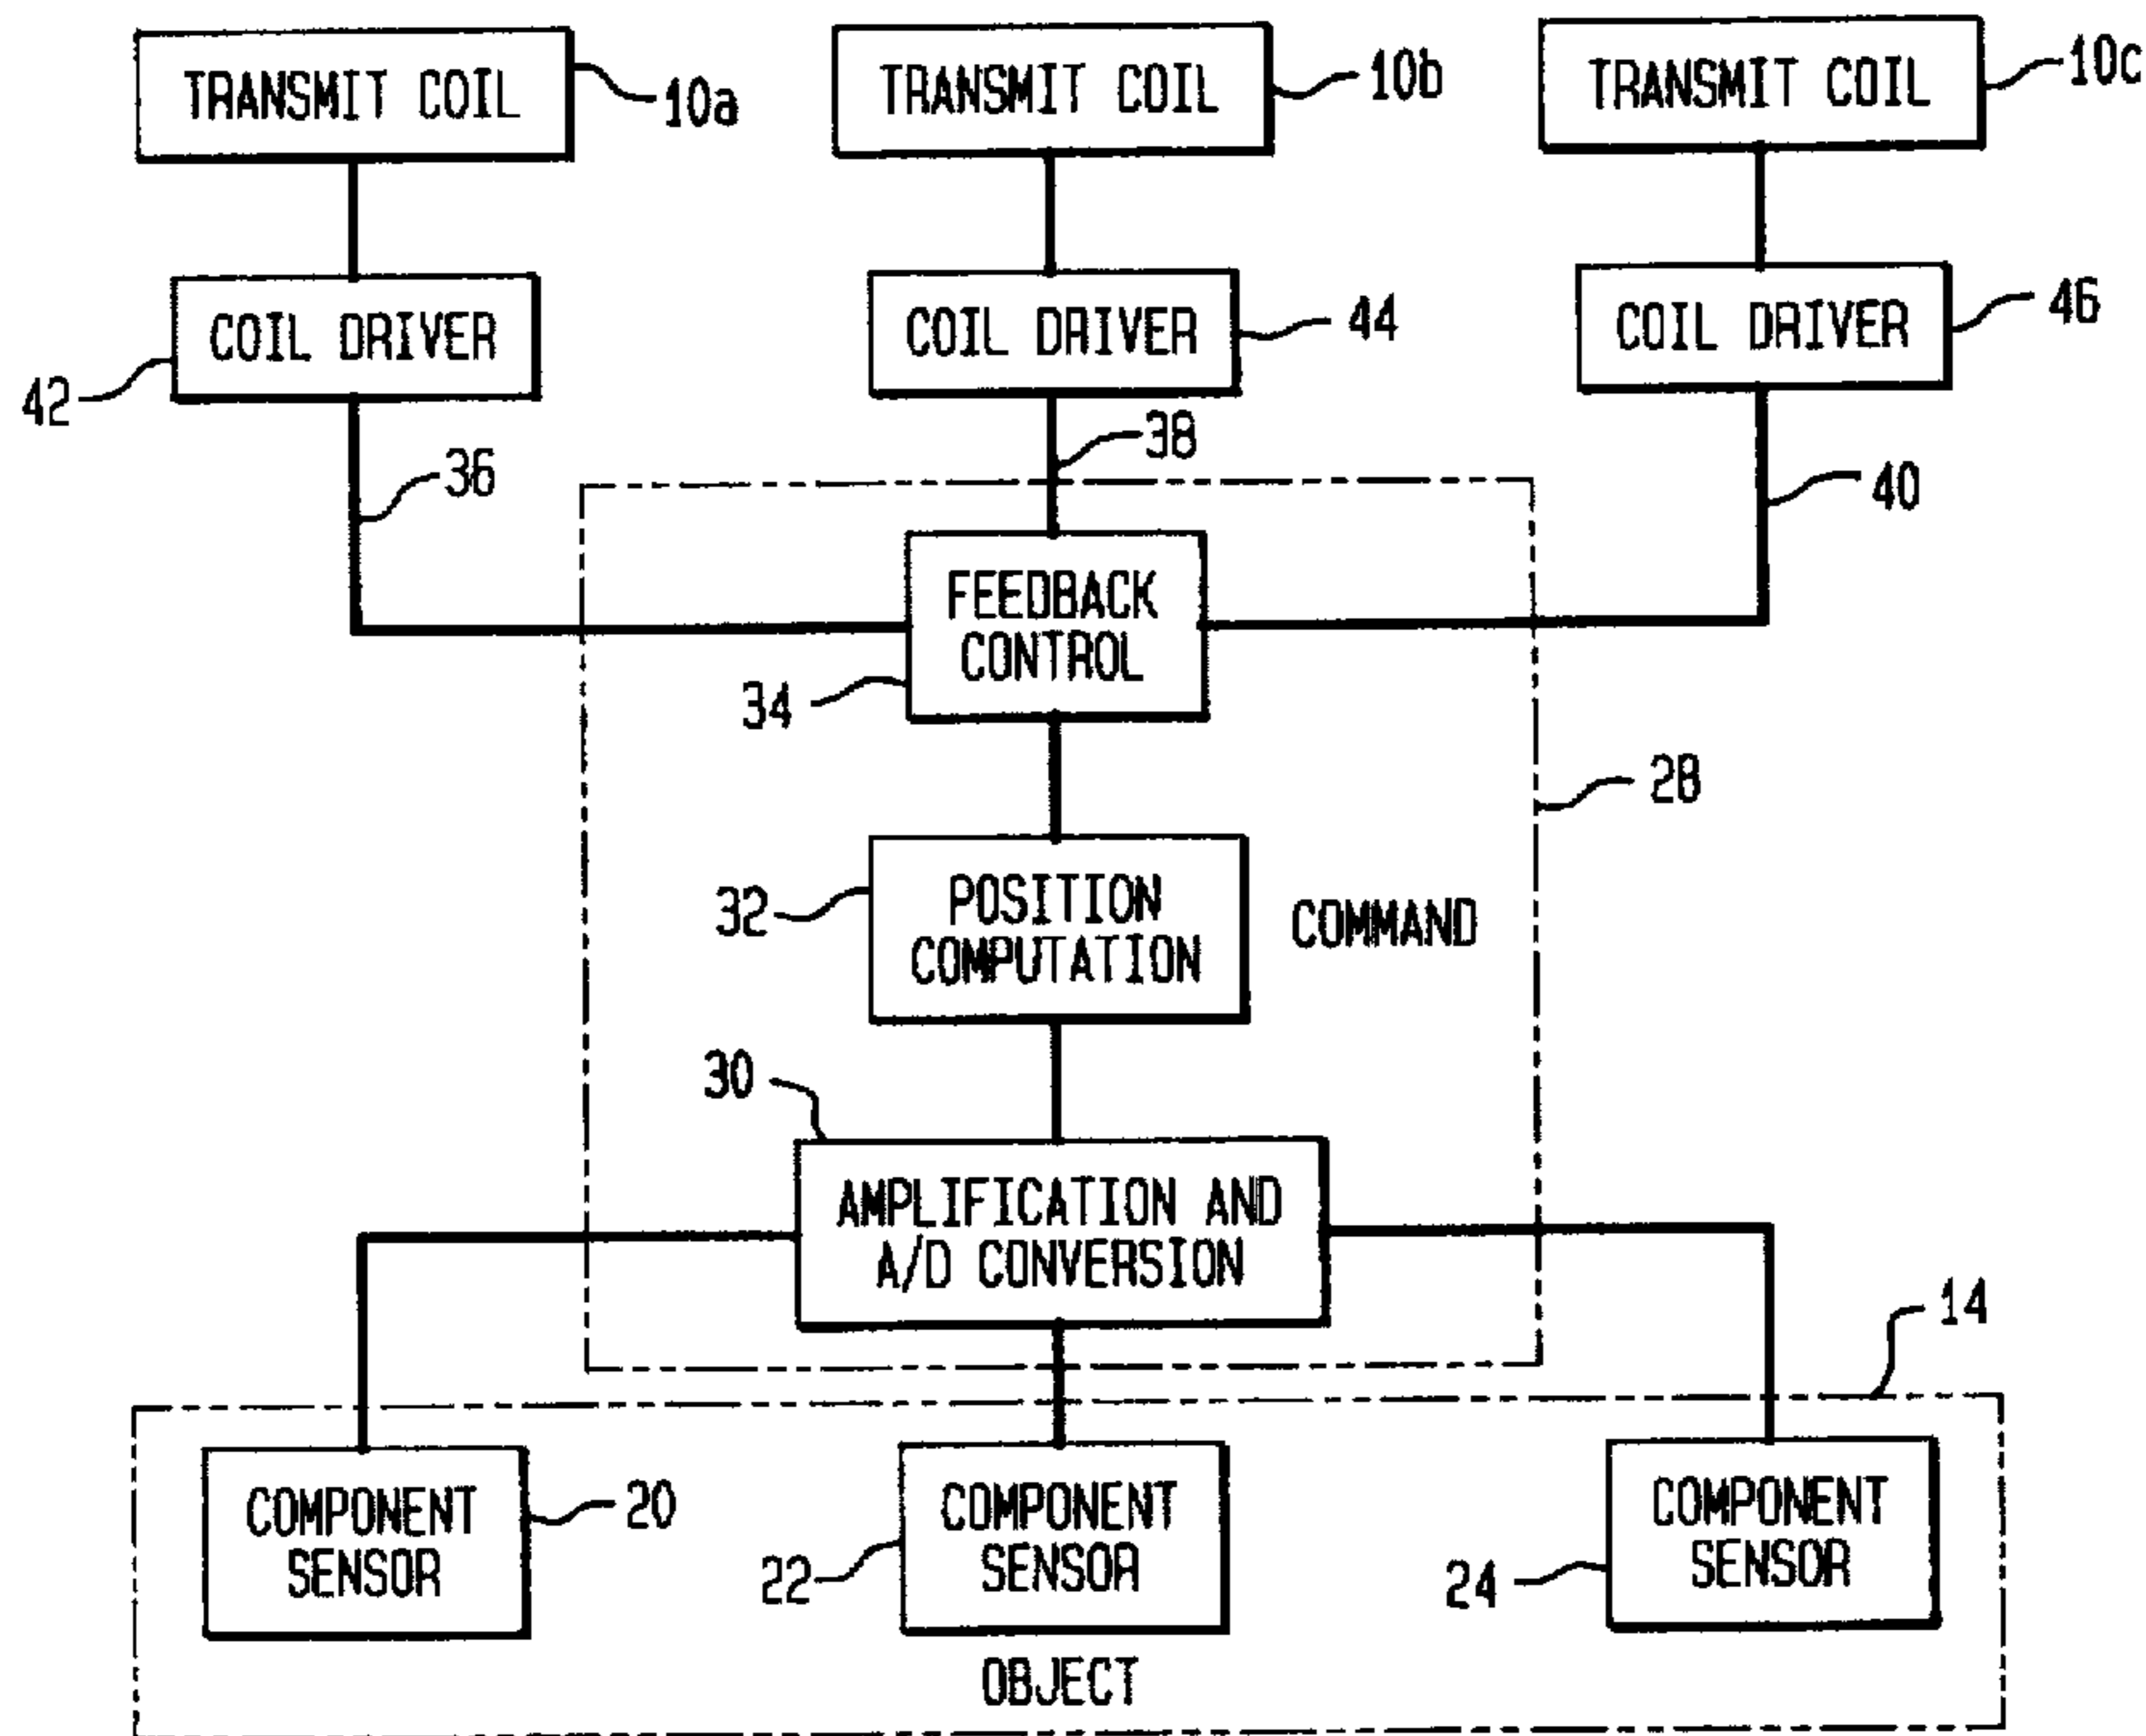 TRANSMIT COIL
10a
TRANSMIT COIL
10b
TRANSMIT COIL
10c
COIL DRIVER
42
COIL DRIVER
44
COIL DRIVER
46
36
38
40
FEEDBACK
CONTROL
34
28
POSITION
COMPUTATION
32
COMMAND
30
AMPLIFICATION AND
A/D CONVERSION
14
COMPONENT
SENSOR
20
COMPONENT
SENSOR
22
COMPONENT
SENSOR
24
OBJECT